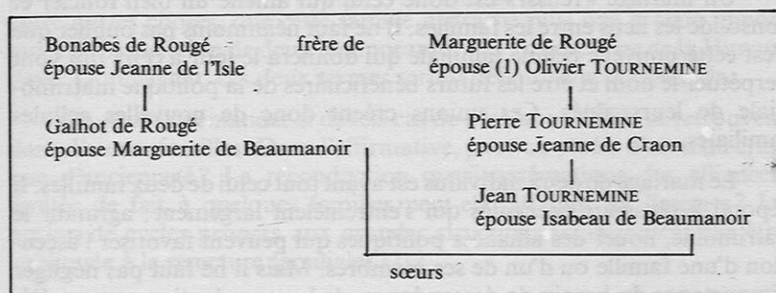 Bonabes de Rougé frère de Marguerite de Rougé
épouse Jeanne de l'Isle épouse (1) Olivier TOURNEMINE
Galhot de Rougé Pierre TOURNEMINE
épouse Marguerite de Beaumanoir épouse Jeanne de Craon
Jean TOURNEMINE
épouse Isabeau de Beaumanoir
sœurs